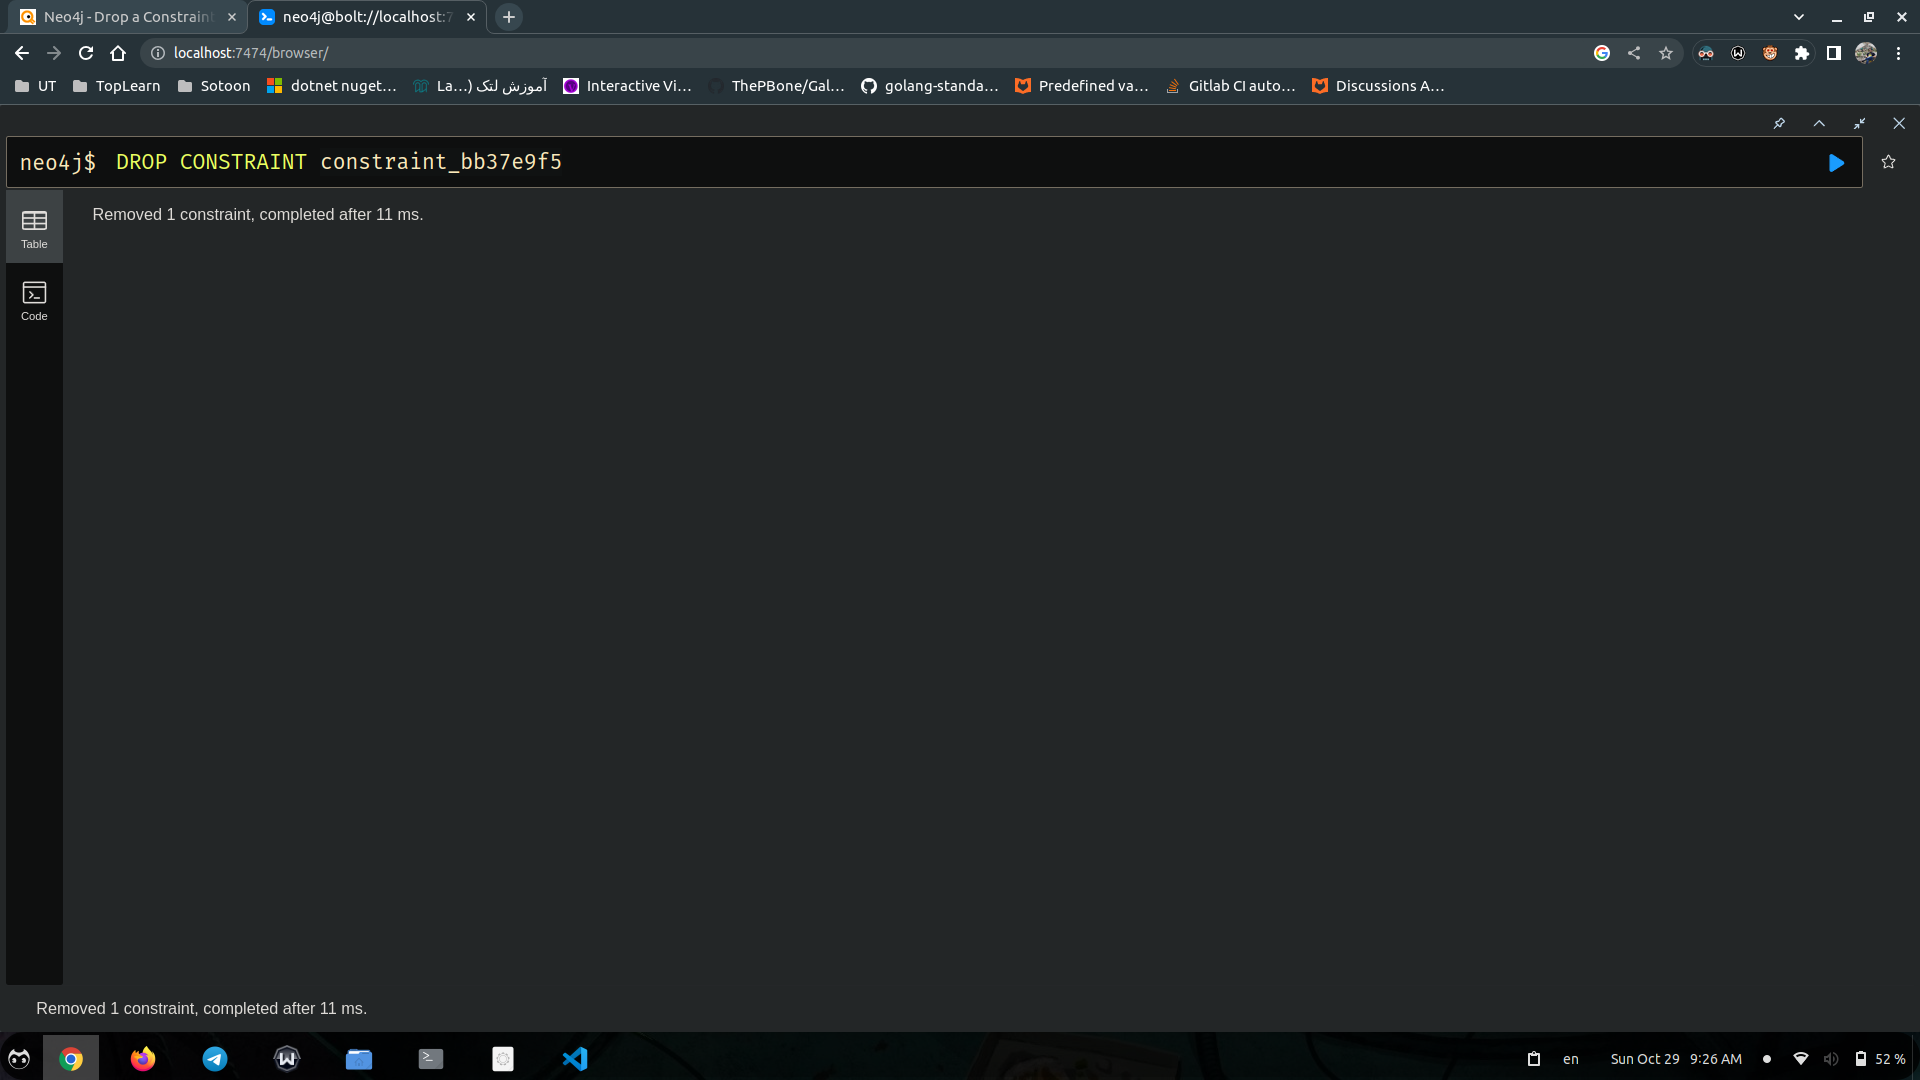 Neo4j - Drop a Constraint
neo4j@bolt://localhost:7
localhost:7474/browser/
UT
TopLearn
Sotoon
dotnet nuget...
آموزش لتک (...La
Interactive Vi...
ThePBone/Gal...
golang-standa...
Predefined va...
Gitlab CI auto...
Discussions A...
neo4j$ DROP CONSTRAINT constraint_bb37e9f5
Removed 1 constraint, completed after 11 ms.
Table
Code
Removed 1 constraint, completed after 11 ms.
en
Sun Oct 29 9:26 AM
52 %